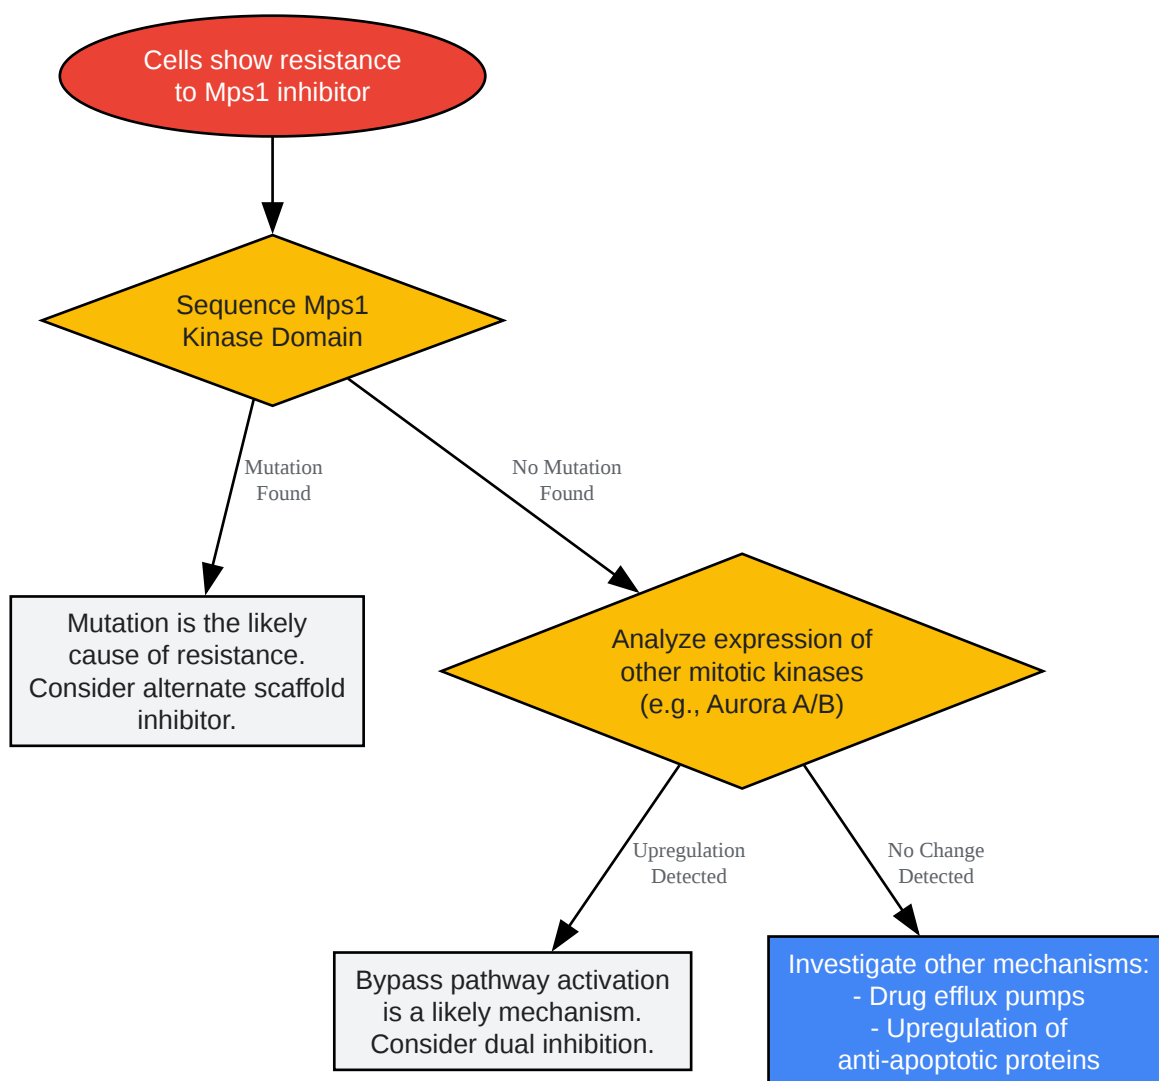 Cells show resistance
to Mps1 inhibitor
Sequence Mps1
Kinase Domain
Mutation
Found
No Mutation
Found
Mutation is the likely
cause of resistance.
Consider alternate scaffold
inhibitor.
Analyze expression of
other mitotic kinases
(e.g., Aurora A/B)
Upregulation
Detected
No Change
Detected
Bypass pathway activation
is a likely mechanism.
Consider dual inhibition.
Investigate other mechanisms:
- Drug efflux pumps
- Upregulation of
anti-apoptotic proteins